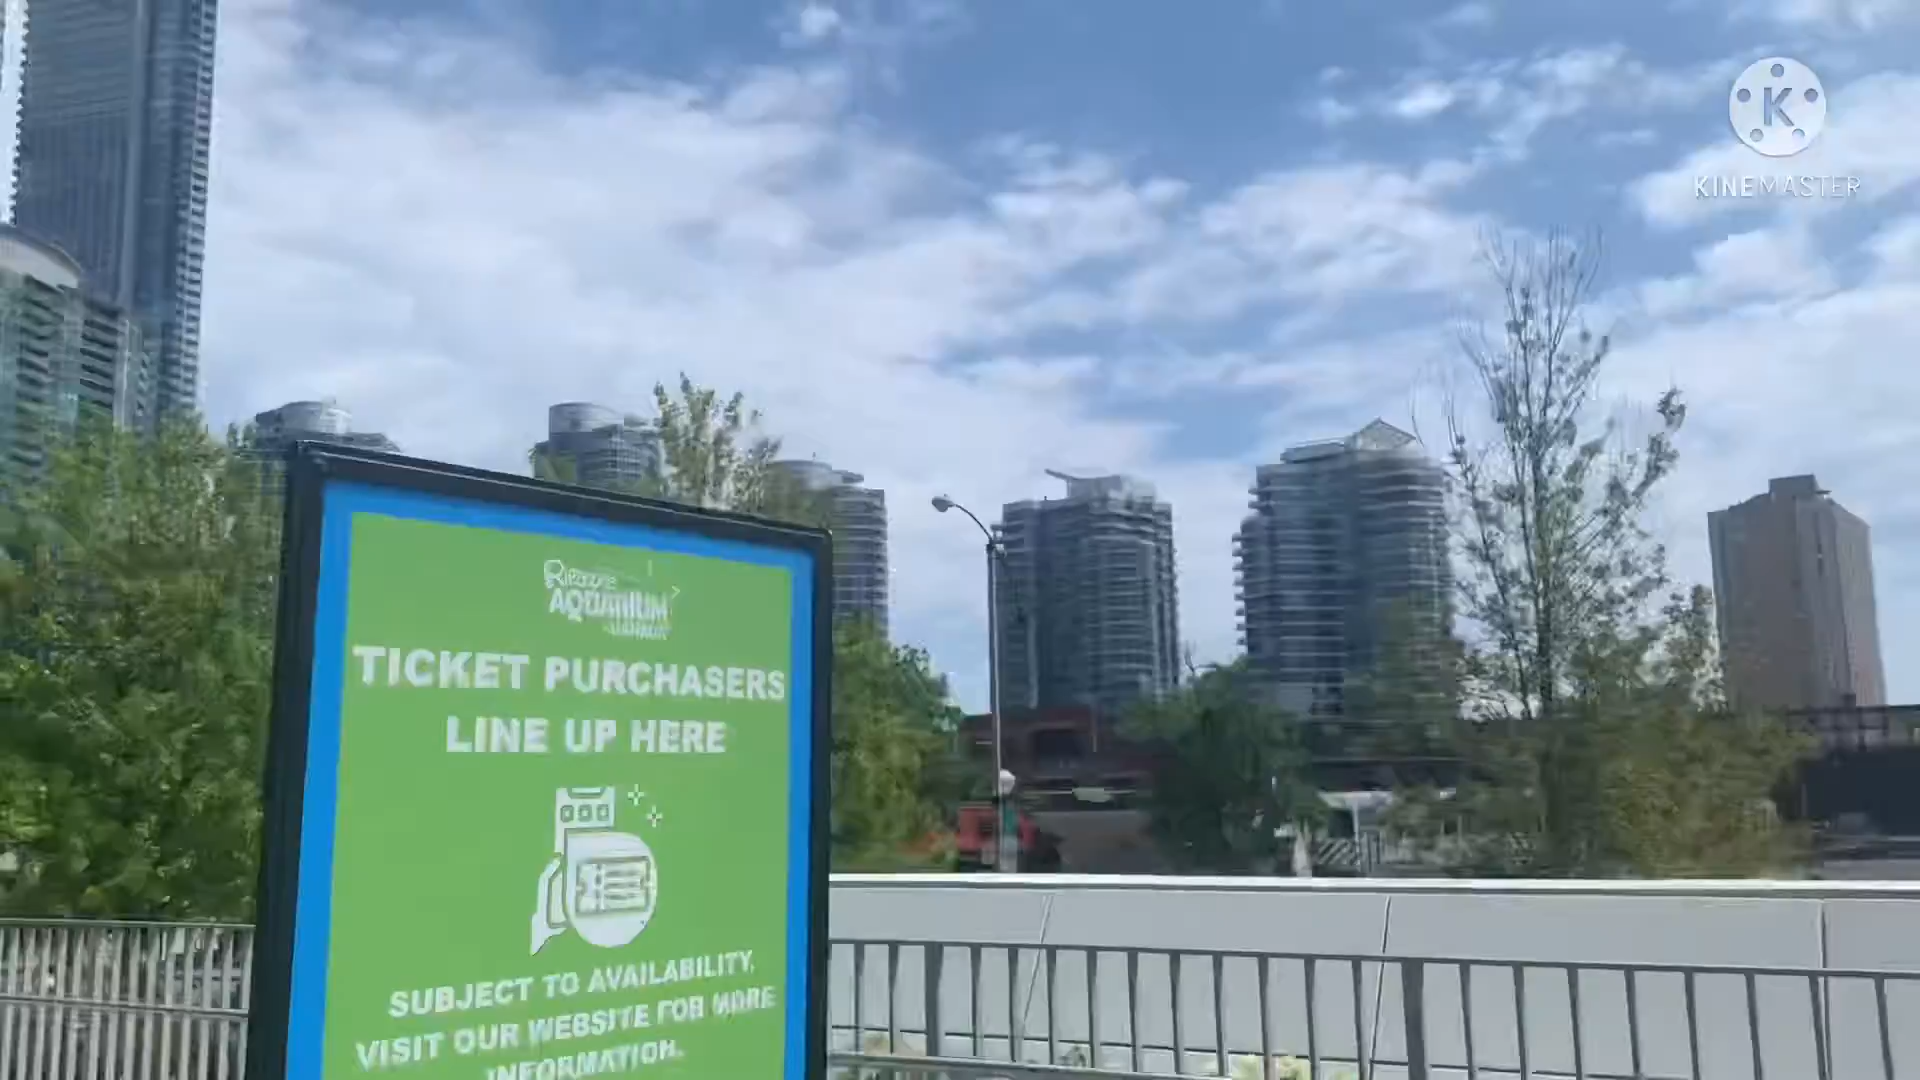 K
KINEMASTER
Ripley's
AQUARIUM
TICKET PURCHASERS
LINE UP HERE
SUBJECT TO AVAILABILITY,
VISIT OUR WEBSITE FOR MORE
INFORMATION.